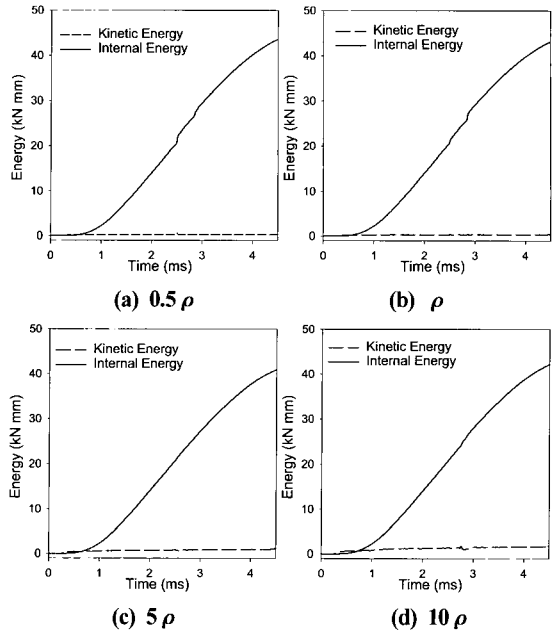 50
Kinetic Energy
Internal Energy
40
30
20
10
0
Energy (kN mm)
0 1 2 3 4
Time (ms)
(a) 0.5 ρ
50
Kinetic Energy
Internal Energy
40
30
20
10
0
Energy (kN mm)
0 1 2 3 4
Time (ms)
(b) ρ
50
Kinetic Energy
Internal Energy
40
30
20
10
0
Energy (kN mm)
0 1 2 3 4
Time (ms)
(c) 5 ρ
50
Kinetic Energy
Internal Energy
40
30
20
10
0
Energy (kN mm)
0 1 2 3 4
Time (ms)
(d) 10 ρ